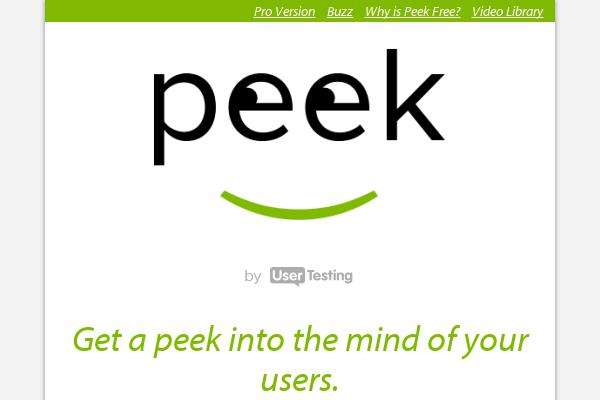 Pro Version Buzz Why is Peek Free? Video Library
peek
by UserTesting
Get a peek into the mind of your
users.